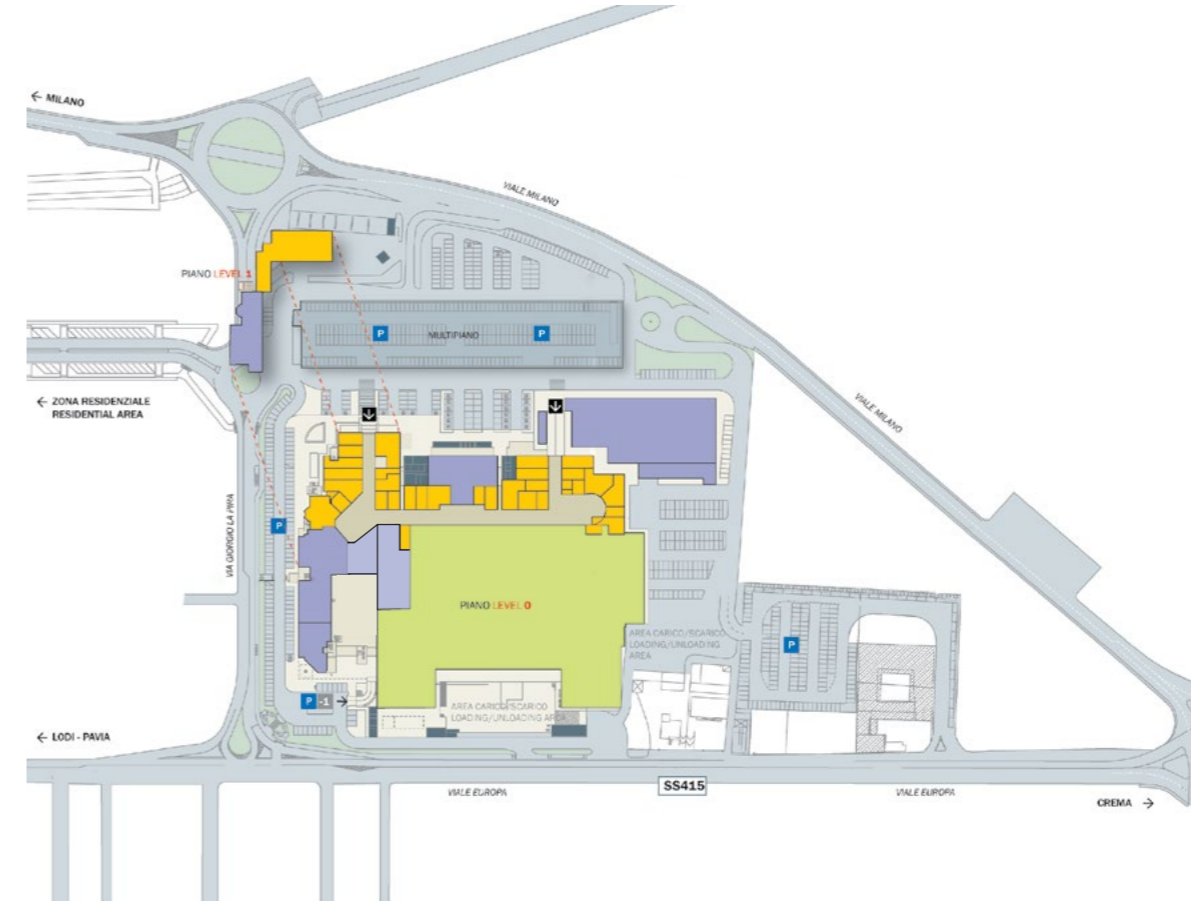 ← MILANO
VIALE MILANO
PIANO LEVEL 1
P
MULTIPIANO
P
← ZONA RESIDENZIALE
RESIDENTIAL AREA
VIALE MILANO
VIA GIORGIO LA PIRA
P
PIANO LEVEL 0
AREA CARICO/SCARICO
LOADING/UNLOADING
AREA
P
P -1 →
AREA CARICO/SCARICO
LOADING/UNLOADING AREA
← LODI - PAVIA
SS415
VIALE EUROPA
VIALE EUROPA
CREMA →